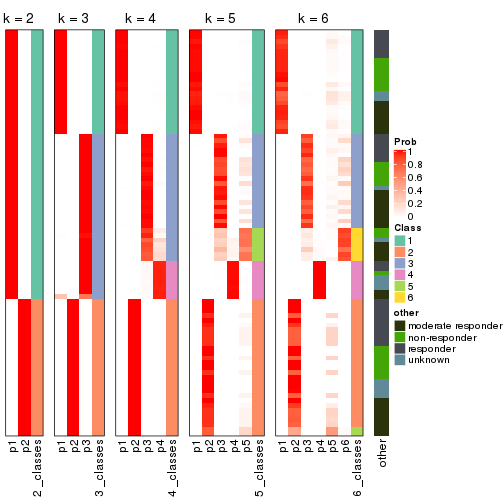 k = 2
k = 3
k = 4
k = 5
k = 6
Prob
1
0.8
0.6
0.4
0.2
0
Class
1
2
3
4
5
6
other
moderate responder
non-responder
responder
unknown
p1
p2
2_classes
p1
p2
p3
3_classes
p1
p2
p3
p4
4_classes
p1
p2
p3
p4
p5
5_classes
p1
p2
p3
p4
p5
p6
6_classes
other